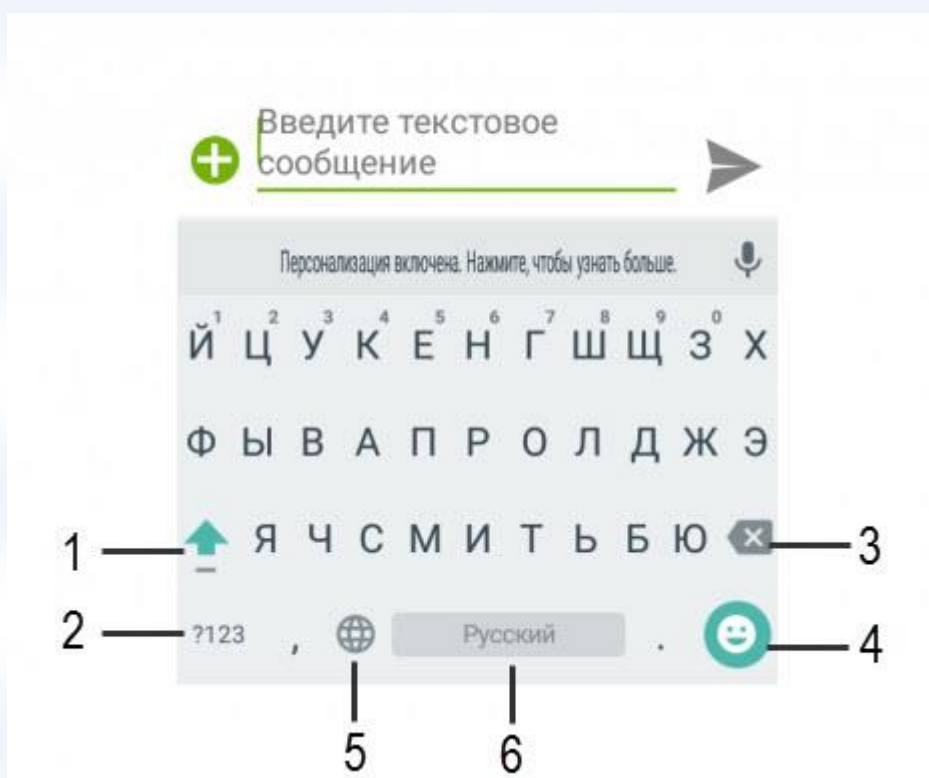 Введите текстовое
сообщение
Персонализация включена. Нажмите, чтобы узнать больше.
1 2 3 4 5 6 7 8 9 0
Й Ц У К Е Н Г Ш Щ З Х
Ф Ы В А П Р О Л Д Ж Э
1 Я Ч С М И Т Ь Б Ю 3
2 ?123 , Русский . 4
5 6